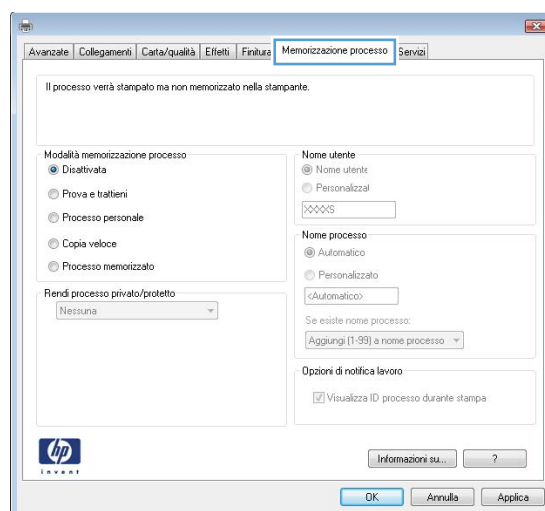 Avanzate Collegamenti Carta/qualità Effetti Finitura Memorizzazione processo Servizi
Il processo verrà stampato ma non memorizzato nella stampante.
Modalità memorizzazione processo
Disattivata
Prova e trattieni
Processo personale
Copia veloce
Processo memorizzato
Rendi processo privato/protetto
Nessuna
Nome utente
Nome utente
Personalizzat
XXXXS
Nome processo
Automatico
Personalizzato
<Automatico>
Se esiste nome processo:
Aggiungi (1-99) a nome processo
Opzioni di notifica lavoro
Visualizza ID processo durante stampa
hp
invent
Informazioni su... ?
OK Annulla Applica